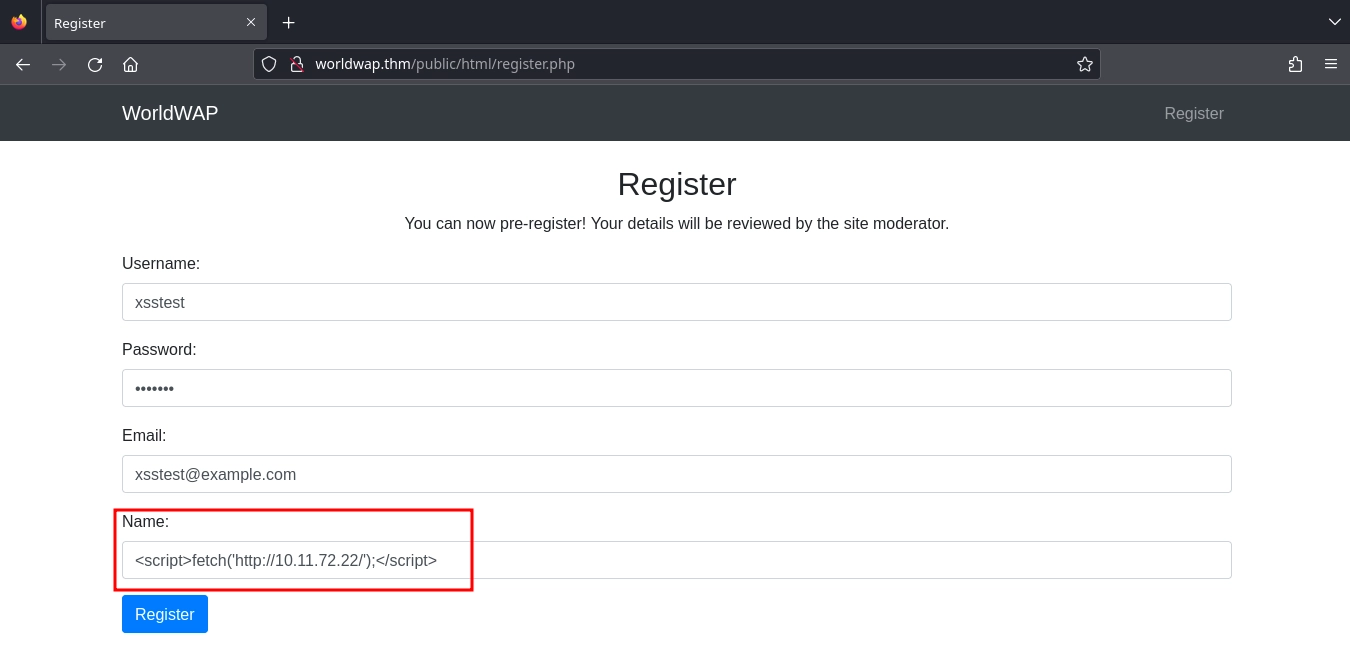 Register
worldwap.thm/public/html/register.php
WorldWAP Register
Register
You can now pre-register! Your details will be reviewed by the site moderator.
Username:
xsstest
Password:
•••••••
Email:
xsstest@example.com
Name:
<script>fetch('http://10.11.72.22/');</script>
Register